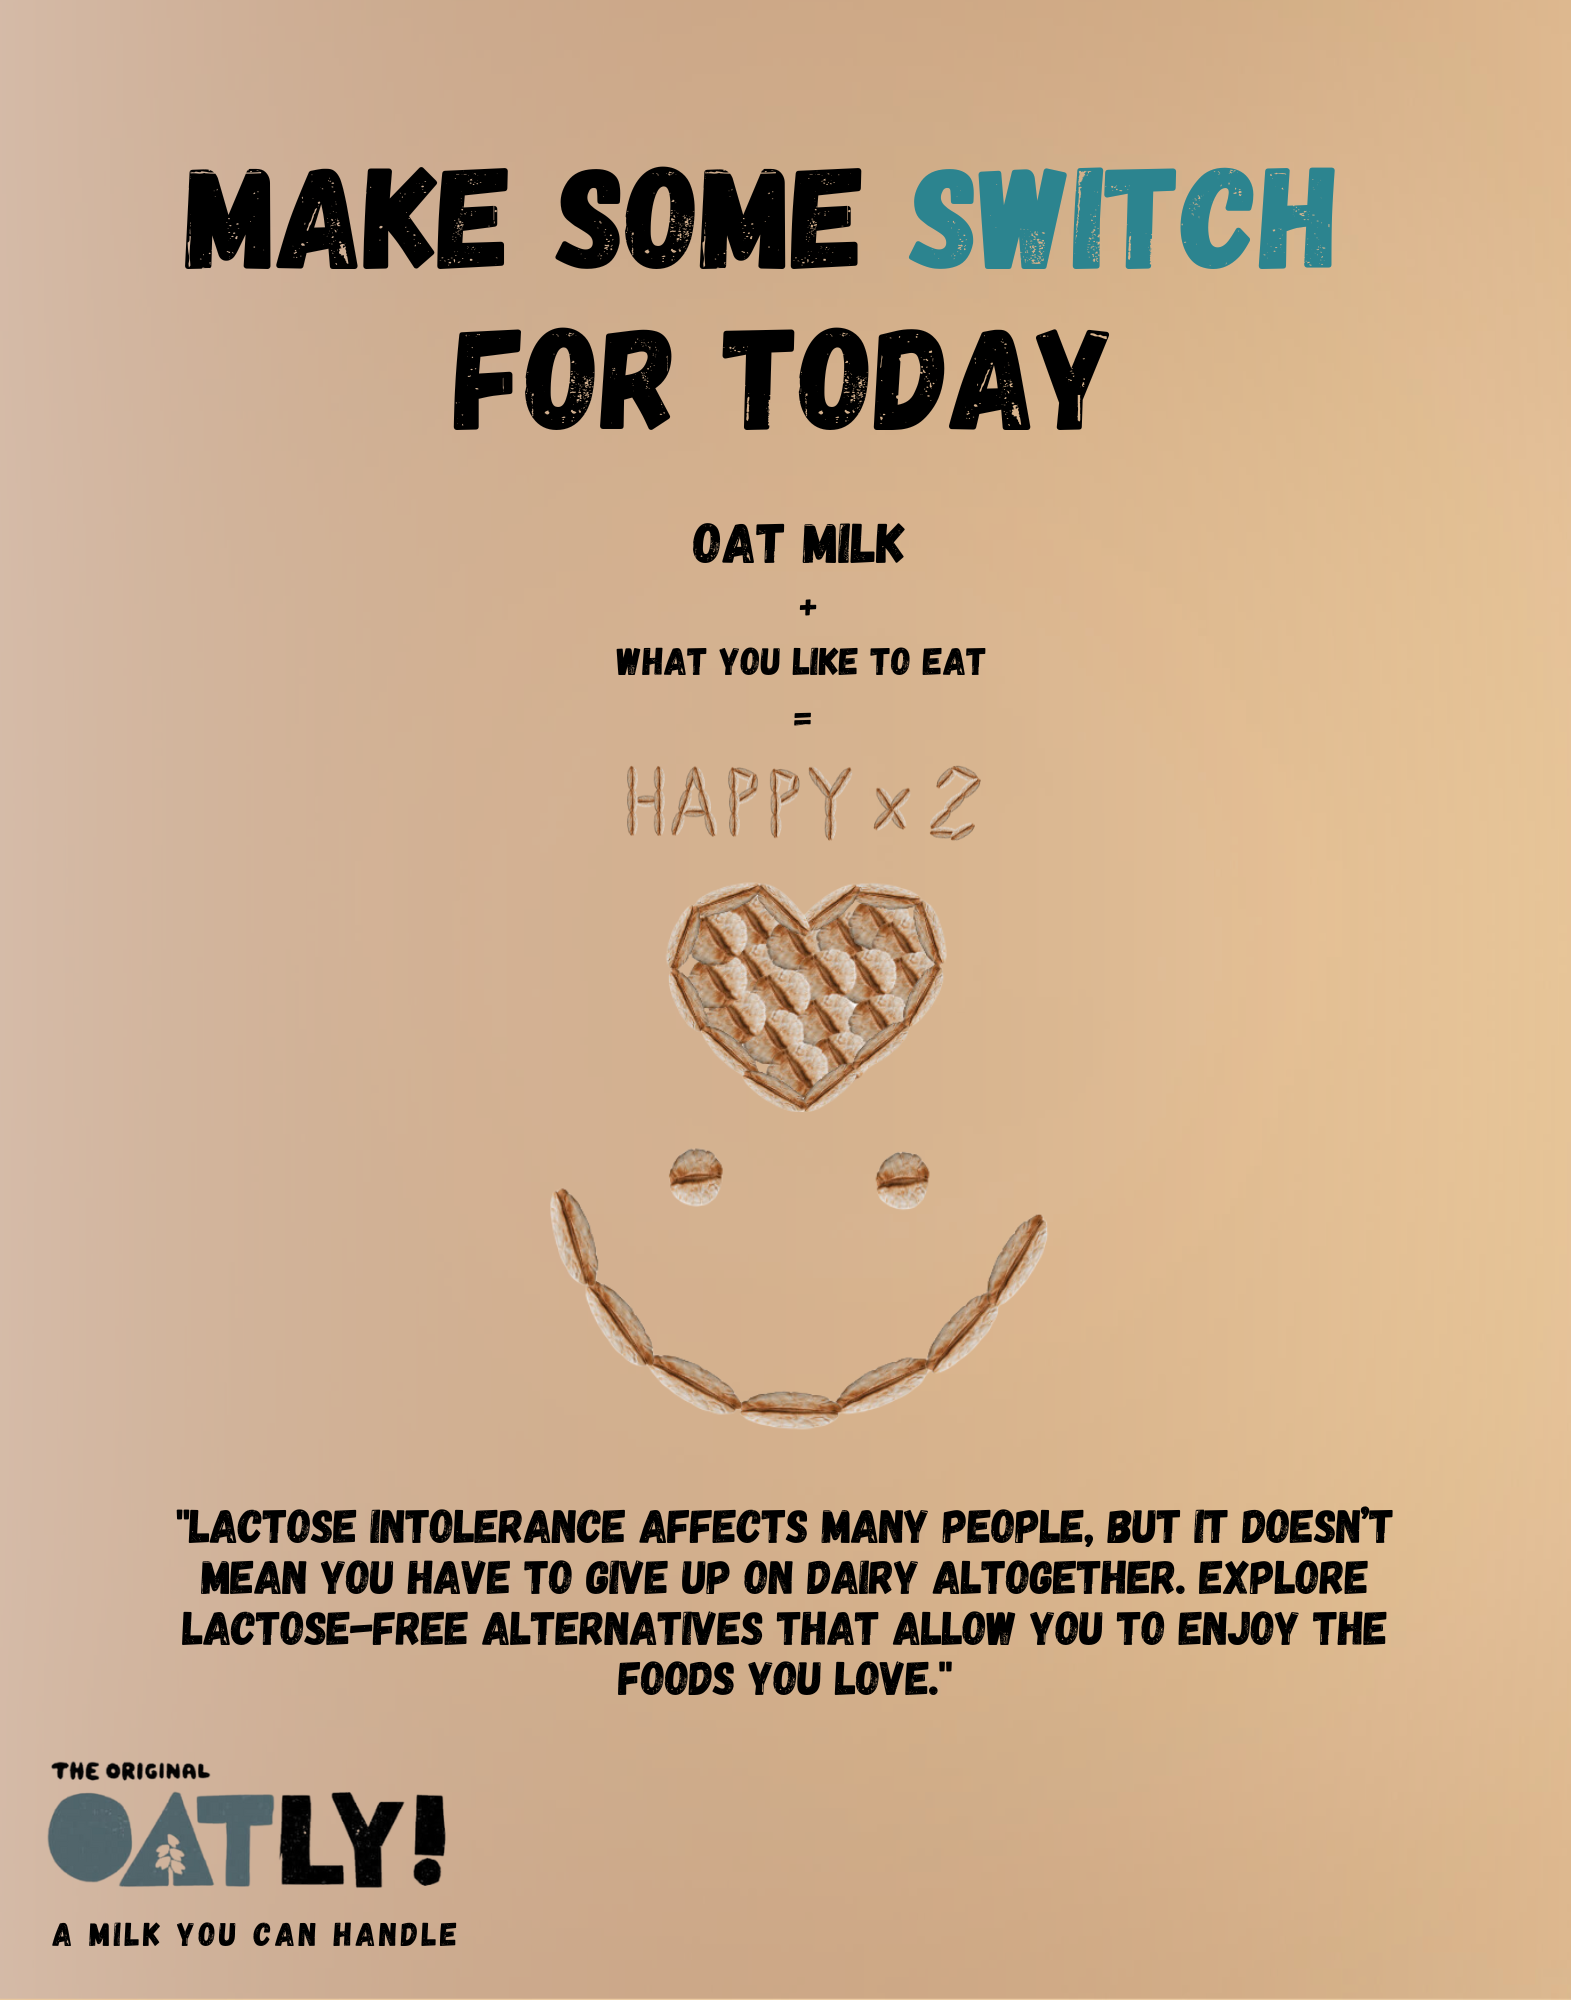 MAKE SOME SWITCH
FOR TODAY
OAT MILK
+
WHAT YOU LIKE TO EAT
=
HAPPY x 2
"LACTOSE INTOLERANCE AFFECTS MANY PEOPLE, BUT IT DOESN'T
MEAN YOU HAVE TO GIVE UP ON DAIRY ALTOGETHER. EXPLORE
LACTOSE-FREE ALTERNATIVES THAT ALLOW YOU TO ENJOY THE
FOODS YOU LOVE."
THE ORIGINAL
OATLY!
A MILK YOU CAN HANDLE